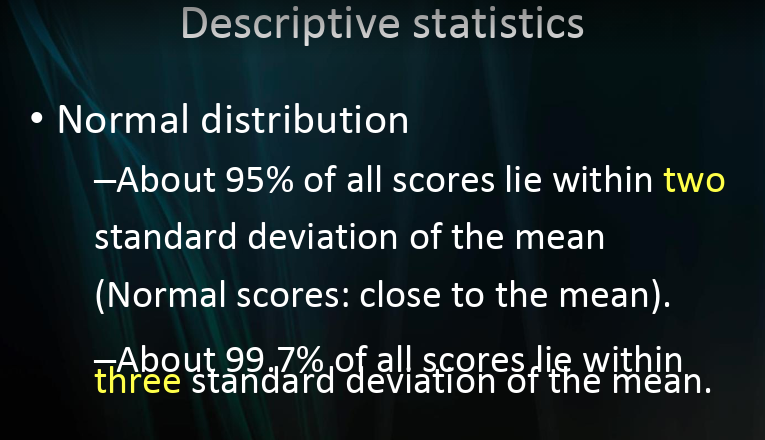 Descriptive statistics
• Normal distribution
–About 95% of all scores lie within two
standard deviation of the mean
(Normal scores: close to the mean).
–About 99.7% of all scores lie within
three standard deviation of the mean.